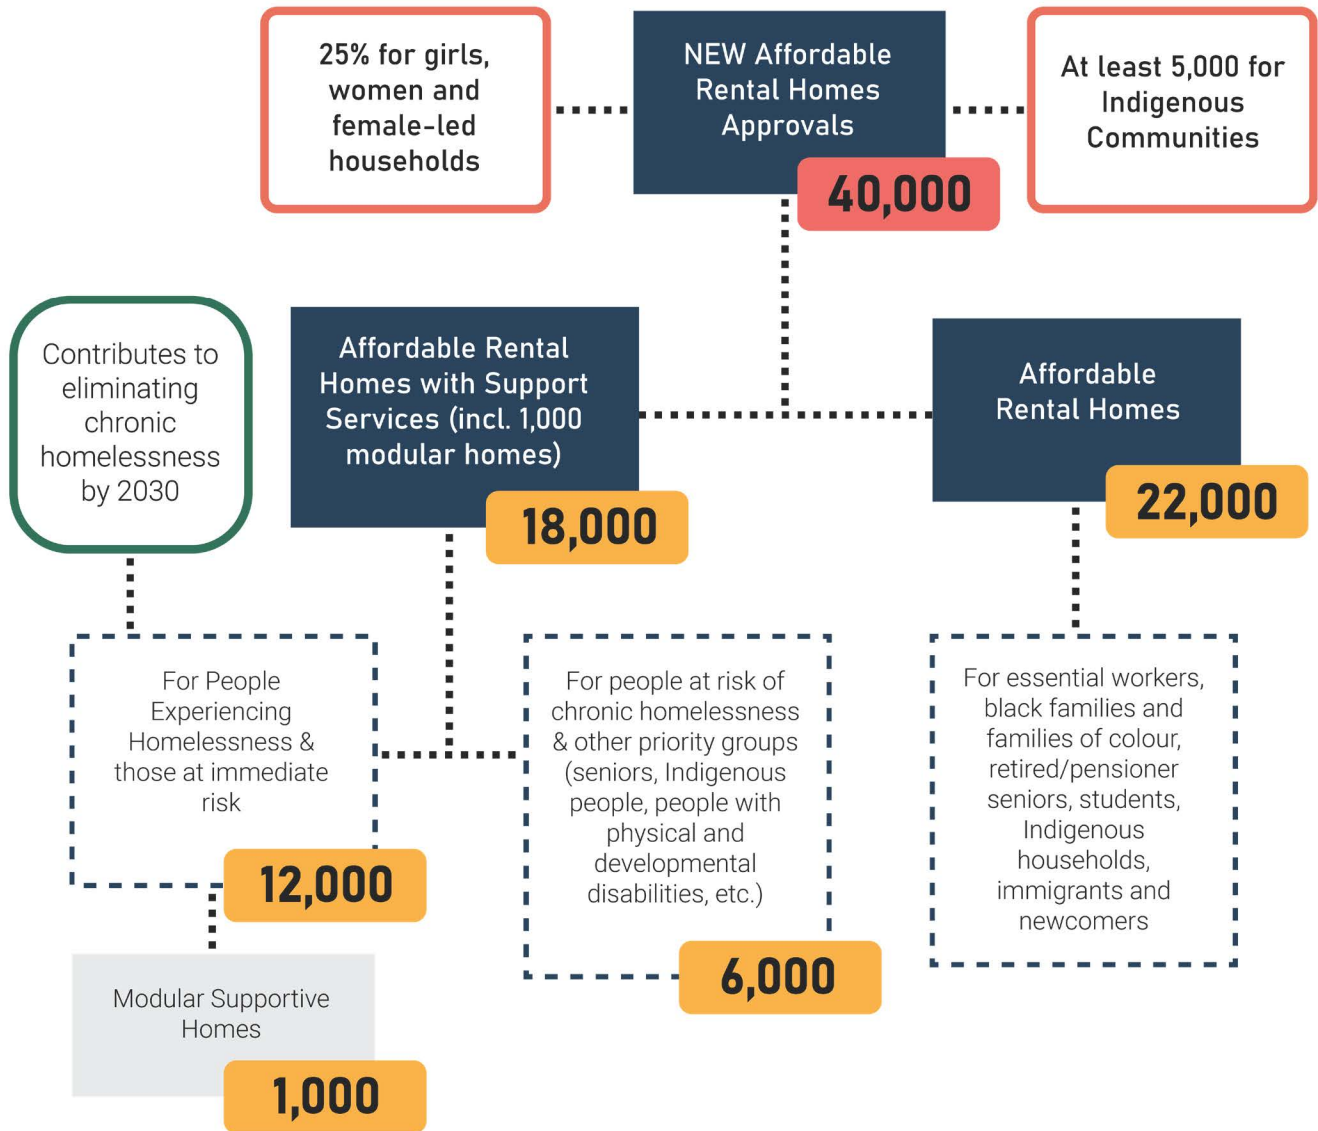 25% for girls,
women and
female-led
households
NEW Affordable
Rental Homes
Approvals
40,000
At least 5,000 for
Indigenous
Communities
Contributes to
eliminating
chronic
homelessness
by 2030
Affordable Rental
Homes with Support
Services (incl. 1,000
modular homes)
18,000
Affordable
Rental Homes
22,000
For People
Experiencing
Homelessness &
those at immediate
risk
12,000
For people at risk of
chronic homelessness
& other priority groups
(seniors, Indigenous
people, people with
physical and
developmental
disabilities, etc.)
6,000
For essential workers,
black families and
families of colour,
retired/pensioner
seniors, students,
Indigenous
households,
immigrants and
newcomers
Modular Supportive
Homes
1,000